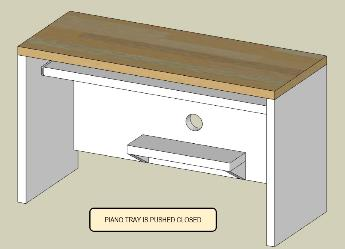 PIANO TRAY IS PUSHED CLOSED